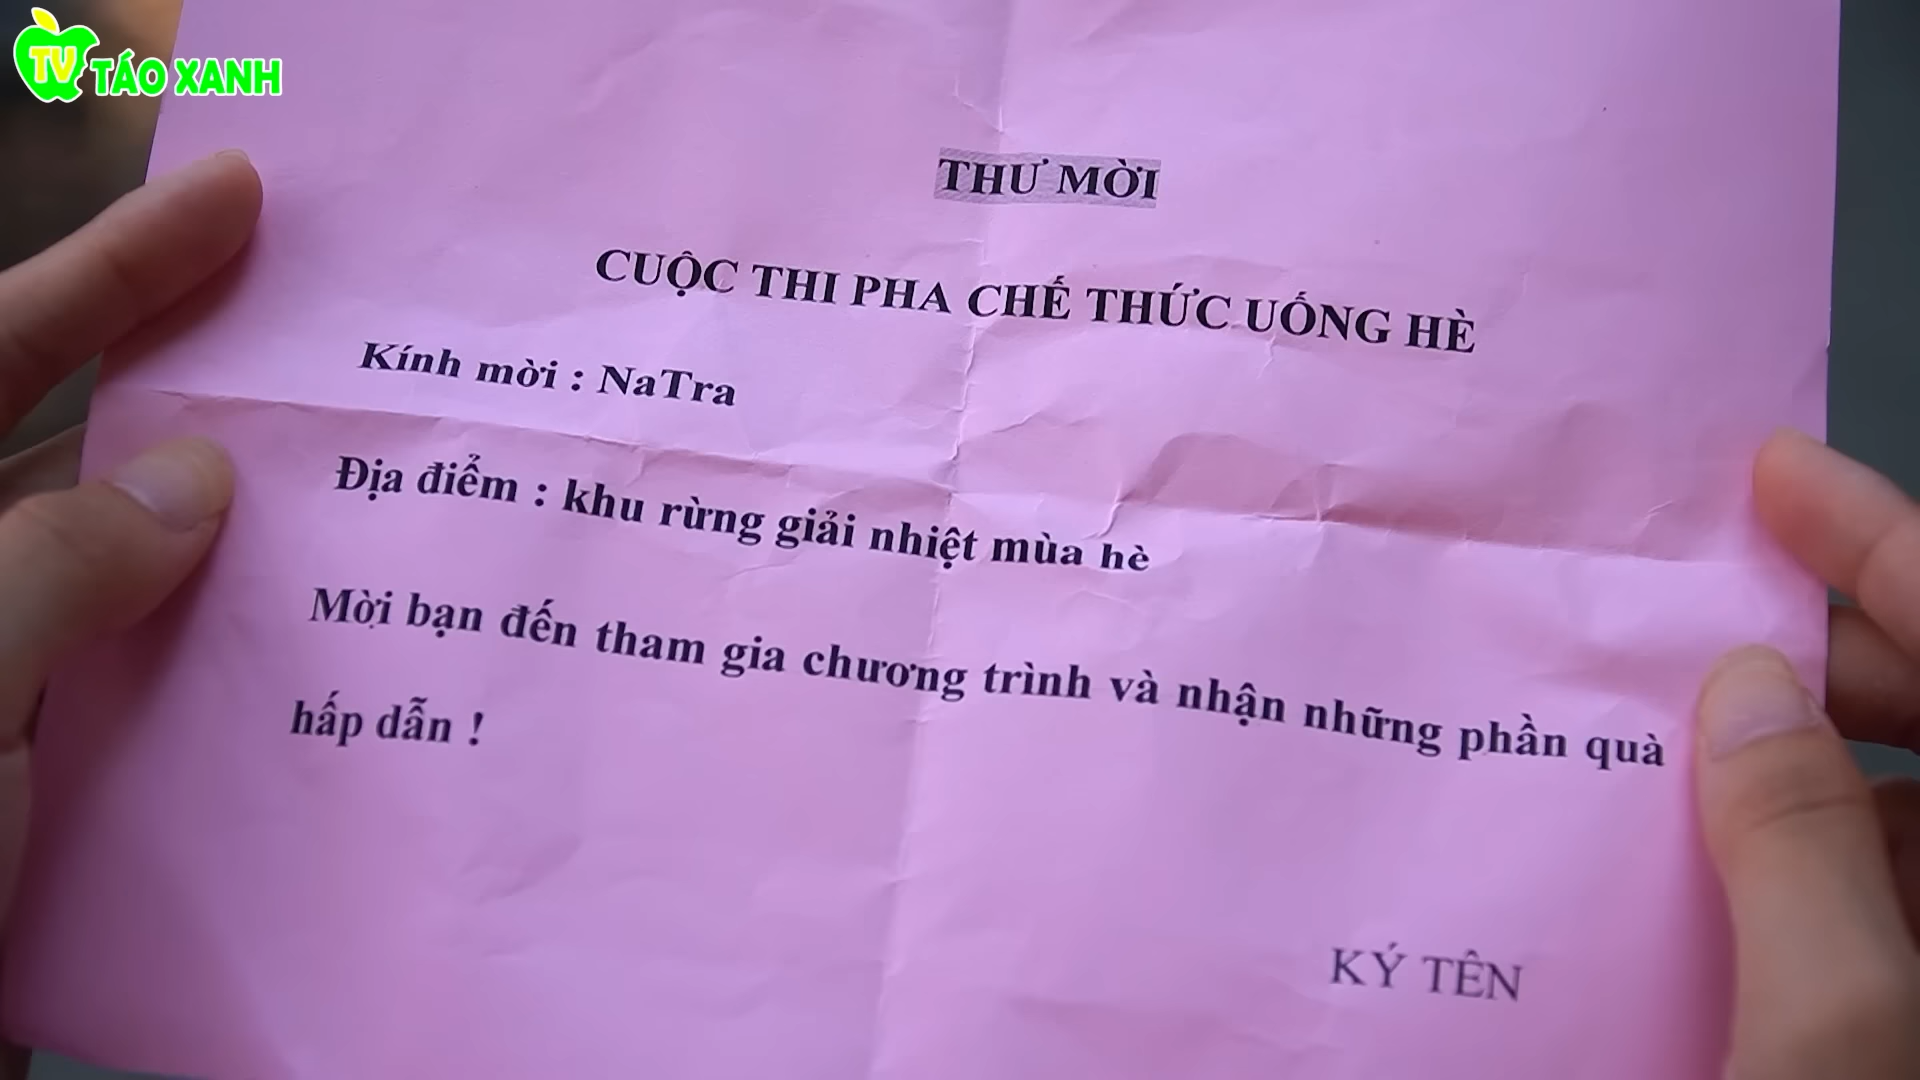 TV TÁO XANH
THƯ MỜI
CUỘC THI PHA CHẾ THỨC UỐNG HÈ
Kính mời : NaTra
Địa điểm : khu rừng giải nhiệt mùa hè
Mời bạn đến tham gia chương trình và nhận những phần quà
hấp dẫn !
KÝ TÊN